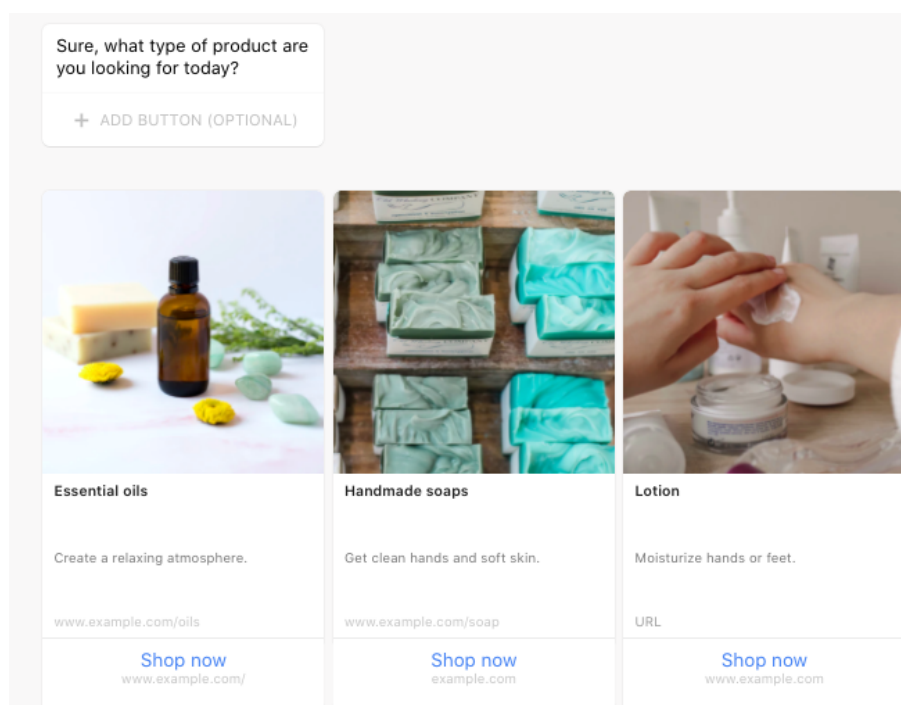 Sure, what type of product are
you looking for today?
+ ADD BUTTON (OPTIONAL)
Essential oils
Create a relaxing atmosphere.
www.example.com/oils
Shop now
www.example.com/
Handmade soaps
Get clean hands and soft skin.
www.example.com/soap
Shop now
example.com
Lotion
Moisturize hands or feet.
URL
Shop now
www.example.com